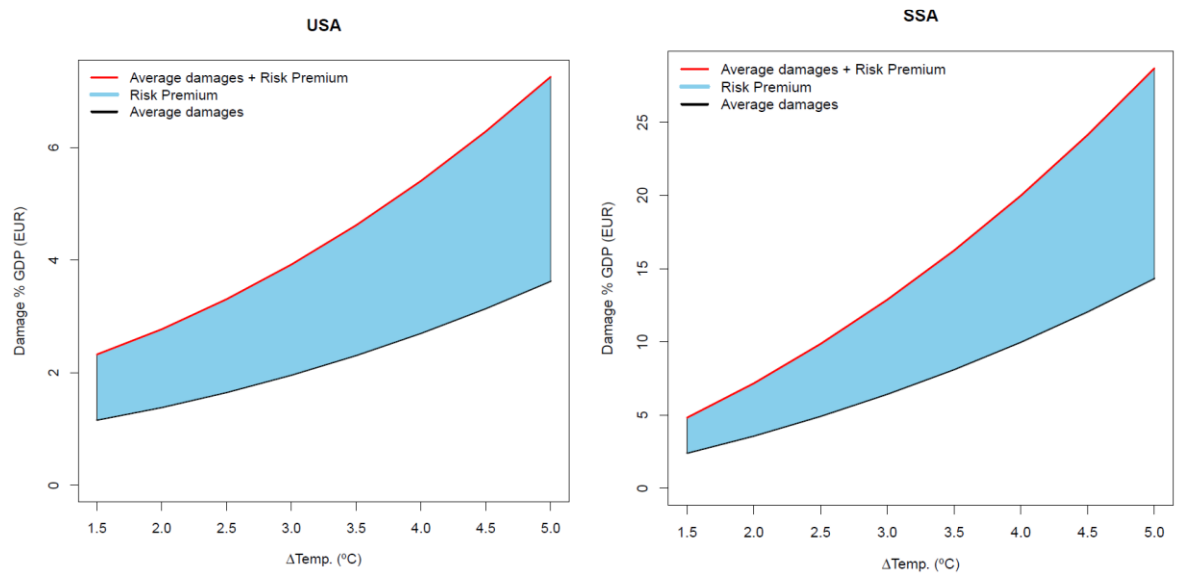 USA
Average damages + Risk Premium
Risk Premium
Average damages
Damage % GDP (EUR)
6
4
2
0
1.5 2.0 2.5 3.0 3.5 4.0 4.5 5.0
ΔTemp. (ºC)
SSA
Average damages + Risk Premium
Risk Premium
Average damages
Damage % GDP (EUR)
25
20
15
10
5
0
1.5 2.0 2.5 3.0 3.5 4.0 4.5 5.0
ΔTemp. (ºC)